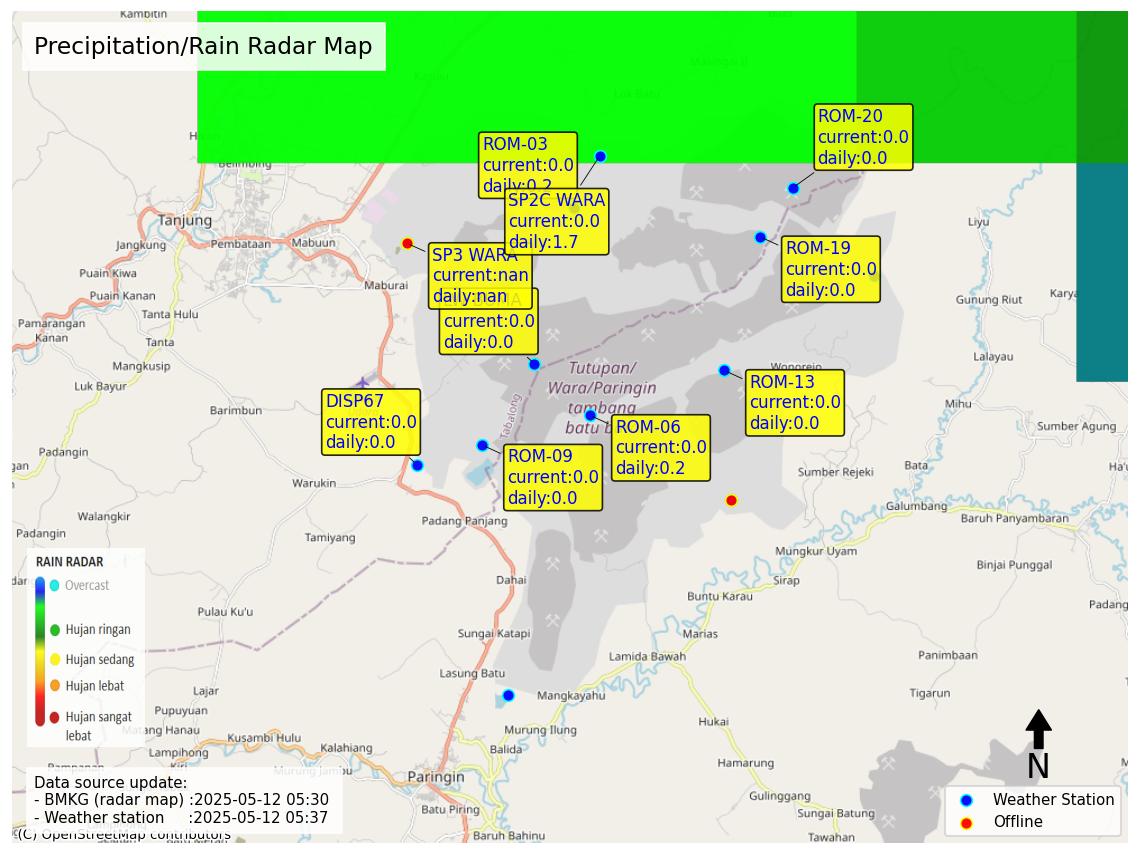 Kambitin
Precipitation/Rain Radar Map
Belimbing
ROM-20
current:0.0
daily:0.0
ROM-03
current:0.0
daily:0.2
SP2C WARA
current:0.0
daily:1.7
Tanjung
Jangkung
Pembataan
Mabuun
Liyu
ROM-19
current:0.0
daily:0.0
SP3 WARA
current:nan
daily:nan
Puain Kiwa
Maburai
Puain Kanan
Gunung Riut
Karya
Tanta Hulu
current:0.0
daily:0.0
Pamarangan
Kanan
Tanta
Mangkusip
Lalayau
Luk Bayur
Tutupan/
Wara/Paringin
tambang
batu b
Wonorejo
ROM-13
current:0.0
daily:0.0
DISP67
current:0.0
daily:0.0
Barimbun
Tabalong
Mihu
ROM-06
current:0.0
daily:0.2
Sumber Agung
Padangin
ROM-09
current:0.0
daily:0.0
Bata
Sumber Rejeki
Warukin
Galumbang
Walangkir
Padang Panjang
Baruh Panyambaran
Padangin
Tamiyang
Mungkur Uyam
Binjai Punggal
RAIN RADAR
Overcast
Hujan ringan
Hujan sedang
Hujan lebat
Hujan sangat
lebat
Dahai
Sirap
Buntu Karau
Padang
Pulau Ku'u
Sungai Katapi
Marias
Lamida Bawah
Panimbaan
Lasung Batu
Lajar
Mangkayahu
Tigarun
Pupuyuan
Matang Hanau
Murung Ilung
Hukai
Kusambi Hulu
Kalahiang
Balida
Lampihong
Hamarung
Murung Jambu
Paringin
N
Data source update:
- BMKG (radar map) :2025-05-12 05:30
- Weather station :2025-05-12 05:37
Gulinggang
Weather Station
Offline
Batu Piring
Sungai Batung
Baruh Bahinu
Tawahan
(C) OpenStreetMap contributors